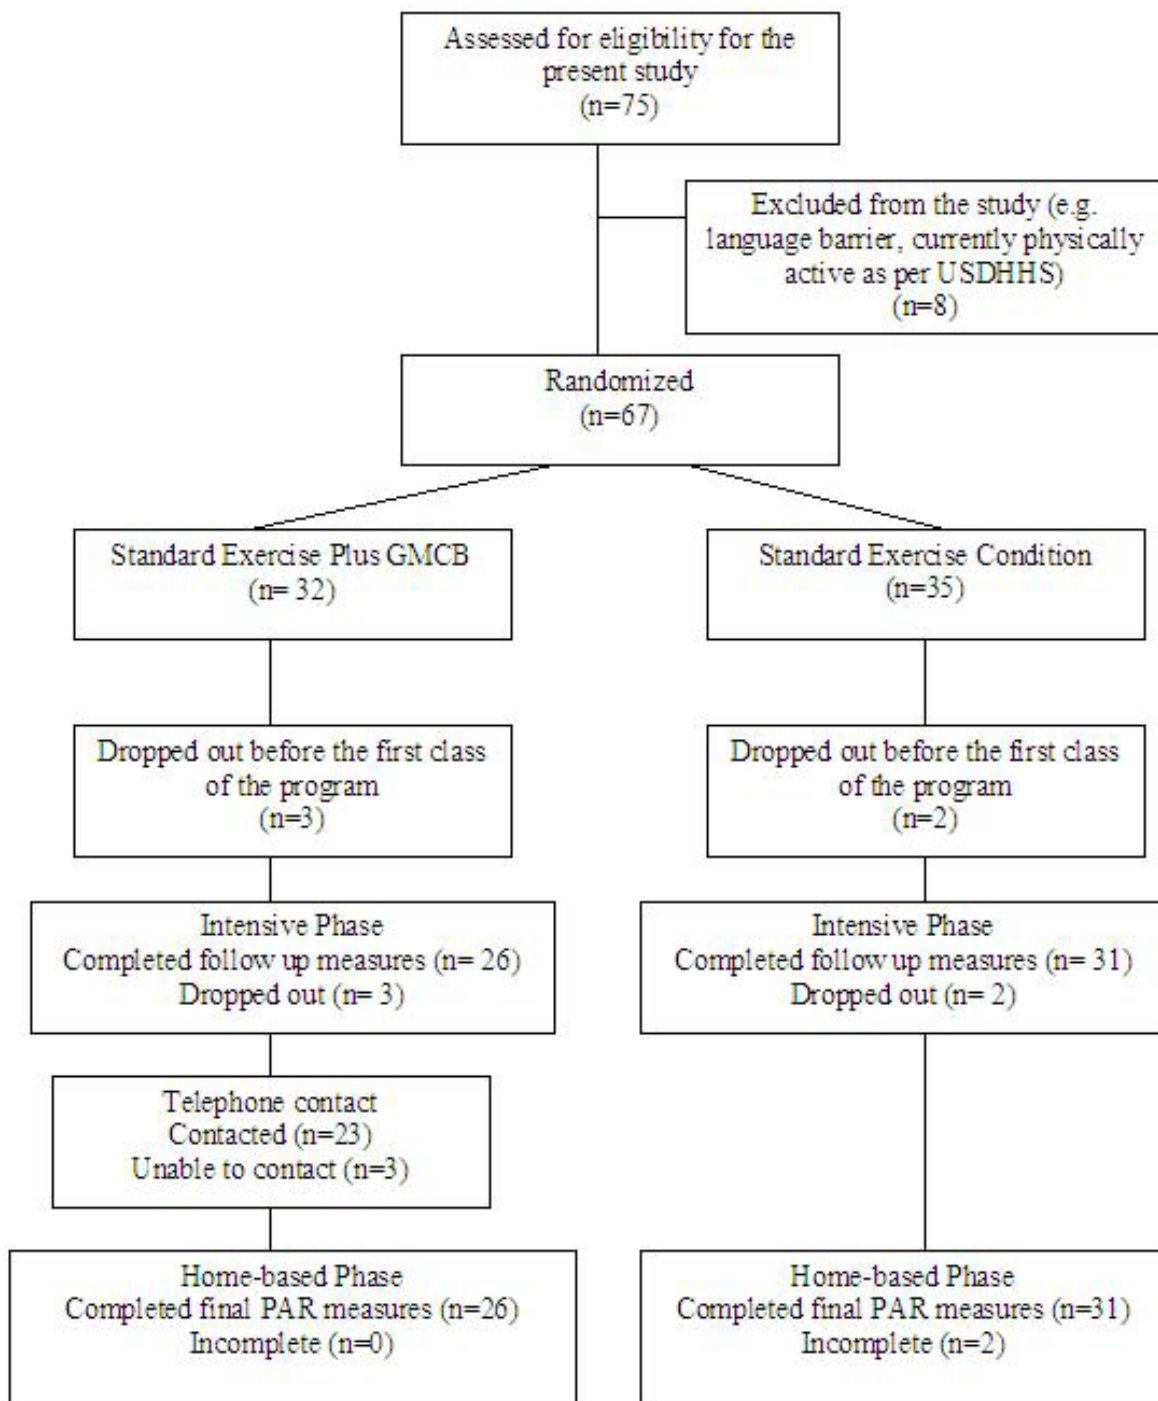 Assessed for eligibility for the
present study
(n=75)
Excluded from the study (e.g.
language barrier, currently physically
active as per USDHHS)
(n=8)
Randomized
(n=67)
Standard Exercise Plus GMCB
(n= 32)
Standard Exercise Condition
(n=35)
Dropped out before the first class
of the program
(n=3)
Dropped out before the first class
of the program
(n=2)
Intensive Phase
Completed follow up measures (n= 26)
Dropped out (n= 3)
Intensive Phase
Completed follow up measures (n= 31)
Dropped out (n= 2)
Telephone contact
Contacted (n=23)
Unable to contact (n=3)
Home-based Phase
Completed final PAR measures (n=26)
Incomplete (n=0)
Home-based Phase
Completed final PAR measures (n=31)
Incomplete (n=2)